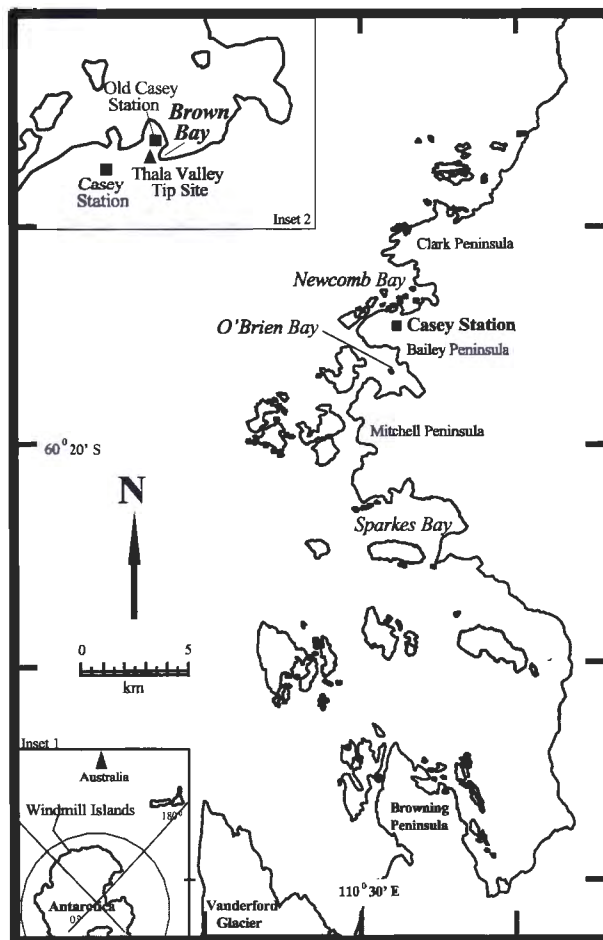 Old Casey
Station
Brown
Bay
Casey
Station
Thala Valley
Tip Site
Inset 2
Clark Peninsula
Newcomb Bay
Casey Station
O'Brien Bay
Bailey Peninsula
60°20' S
Mitchell Peninsula
N
Sparkes Bay
0 5
km
Inset 1
Australia
Windmill Islands
180°
Antarctica
0°
Browning
Peninsula
110°30' E
Vanderford
Glacier